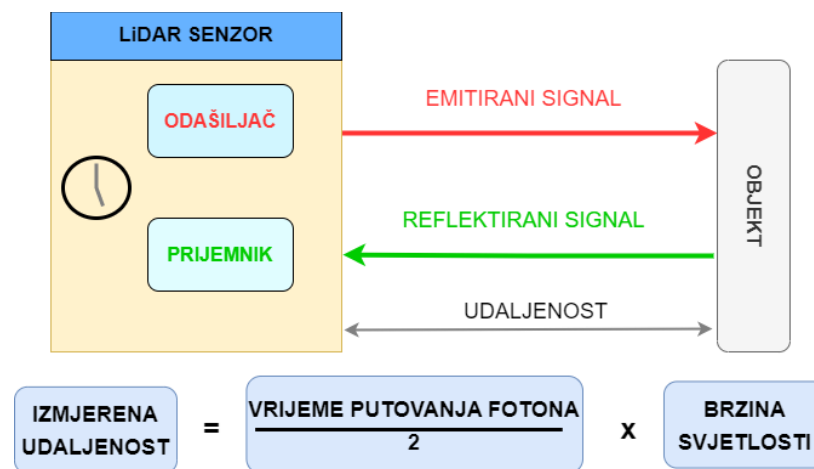 LiDAR SENZOR
ODAŠILJAČ
EMITIRANI SIGNAL
OBJEKT
REFLEKTIRANI SIGNAL
PRIJEMNIK
UDALJENOST
IZMJERENA
UDALJENOST
=
VRIJEME PUTOVANJA FOTONA
2
x
BRZINA
SVJETLOSTI